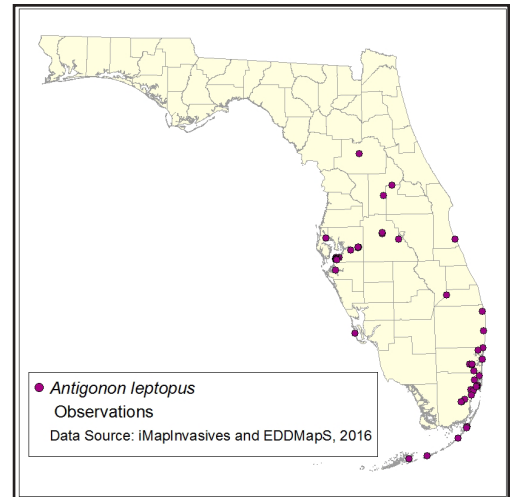 Antigonon leptopus
Observations
Data Source: iMapInvasives and EDDMapS, 2016